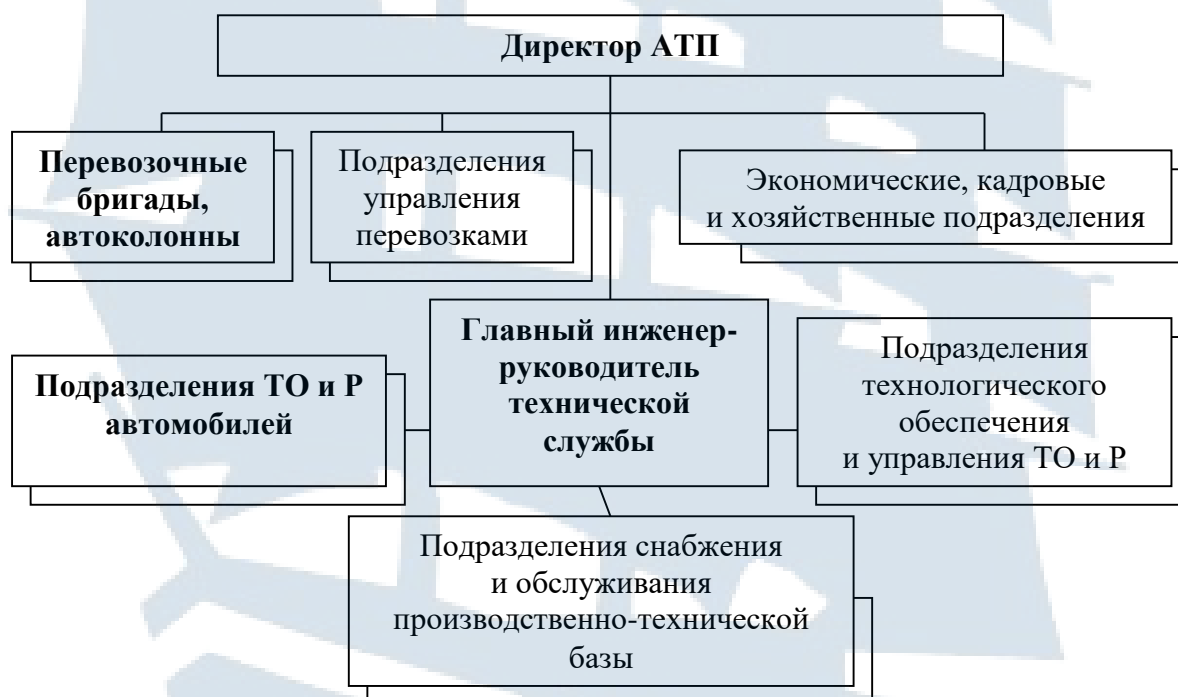 Директор АТП
Перевозочные
бригады,
автоколонны
Подразделения
управления
перевозками
Экономические, кадровые
и хозяйственные подразделения
Подразделения ТО и Р
автомобилей
Главный инженер-
руководитель
технической
службы
Подразделения
технологического
обеспечения
и управления ТО и Р
Подразделения снабжения
и обслуживания
производственно-технической
базы